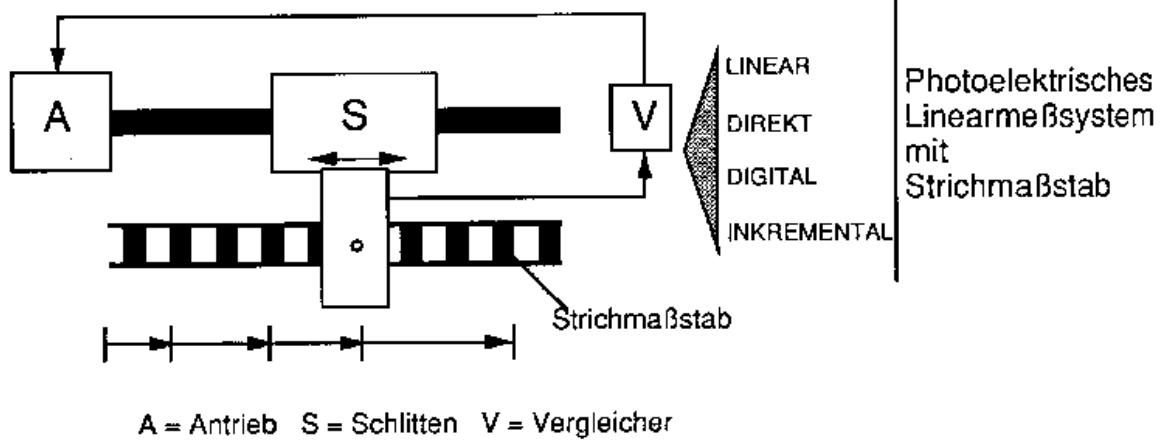 A
S
V
LINEAR
DIREKT
DIGITAL
INKREMENTAL
Photoelektrisches
Linearmeßsystem
mit
Strichmaßstab
Strichmaßstab
A = Antrieb S = Schlitten V = Vergleicher